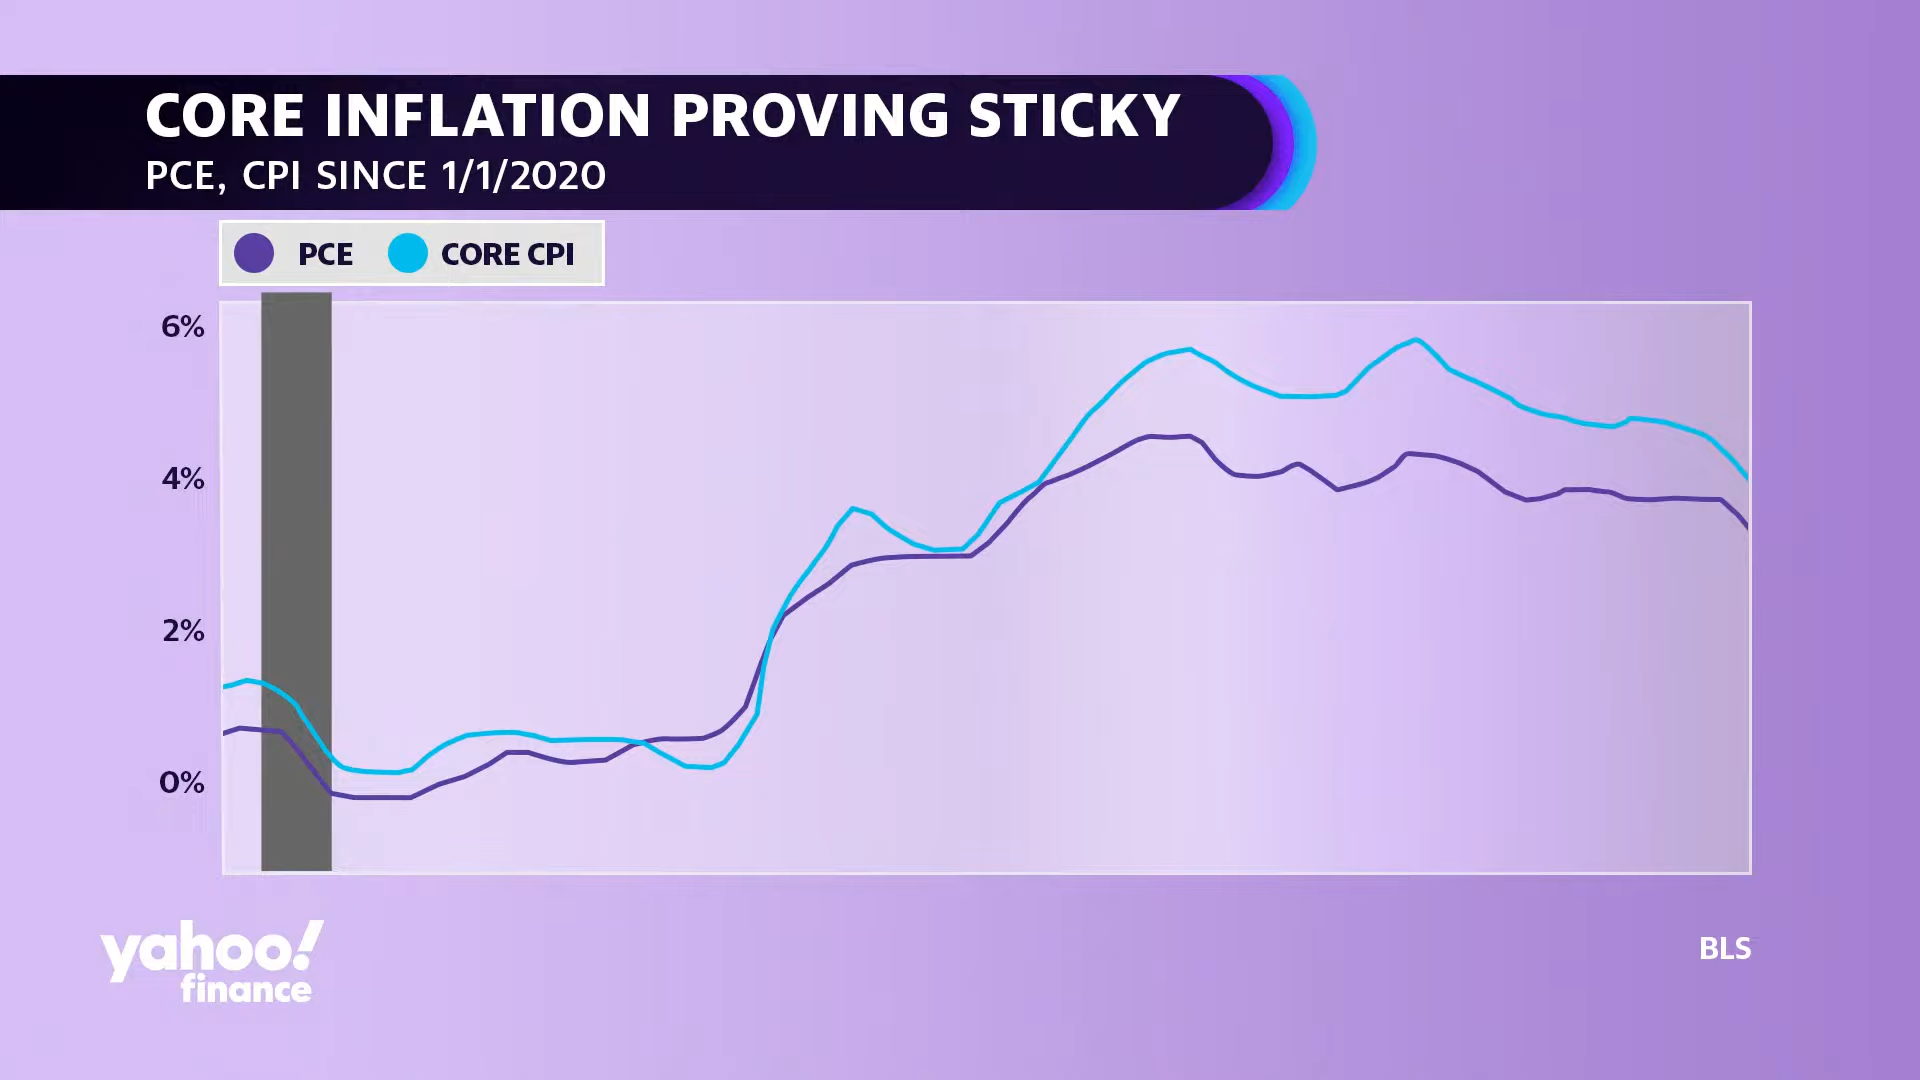 CORE INFLATION PROVING STICKY
PCE, CPI SINCE 1/1/2020
PCE CORE CPI
6%
4%
2%
0%
yahoo!
finance
BLS